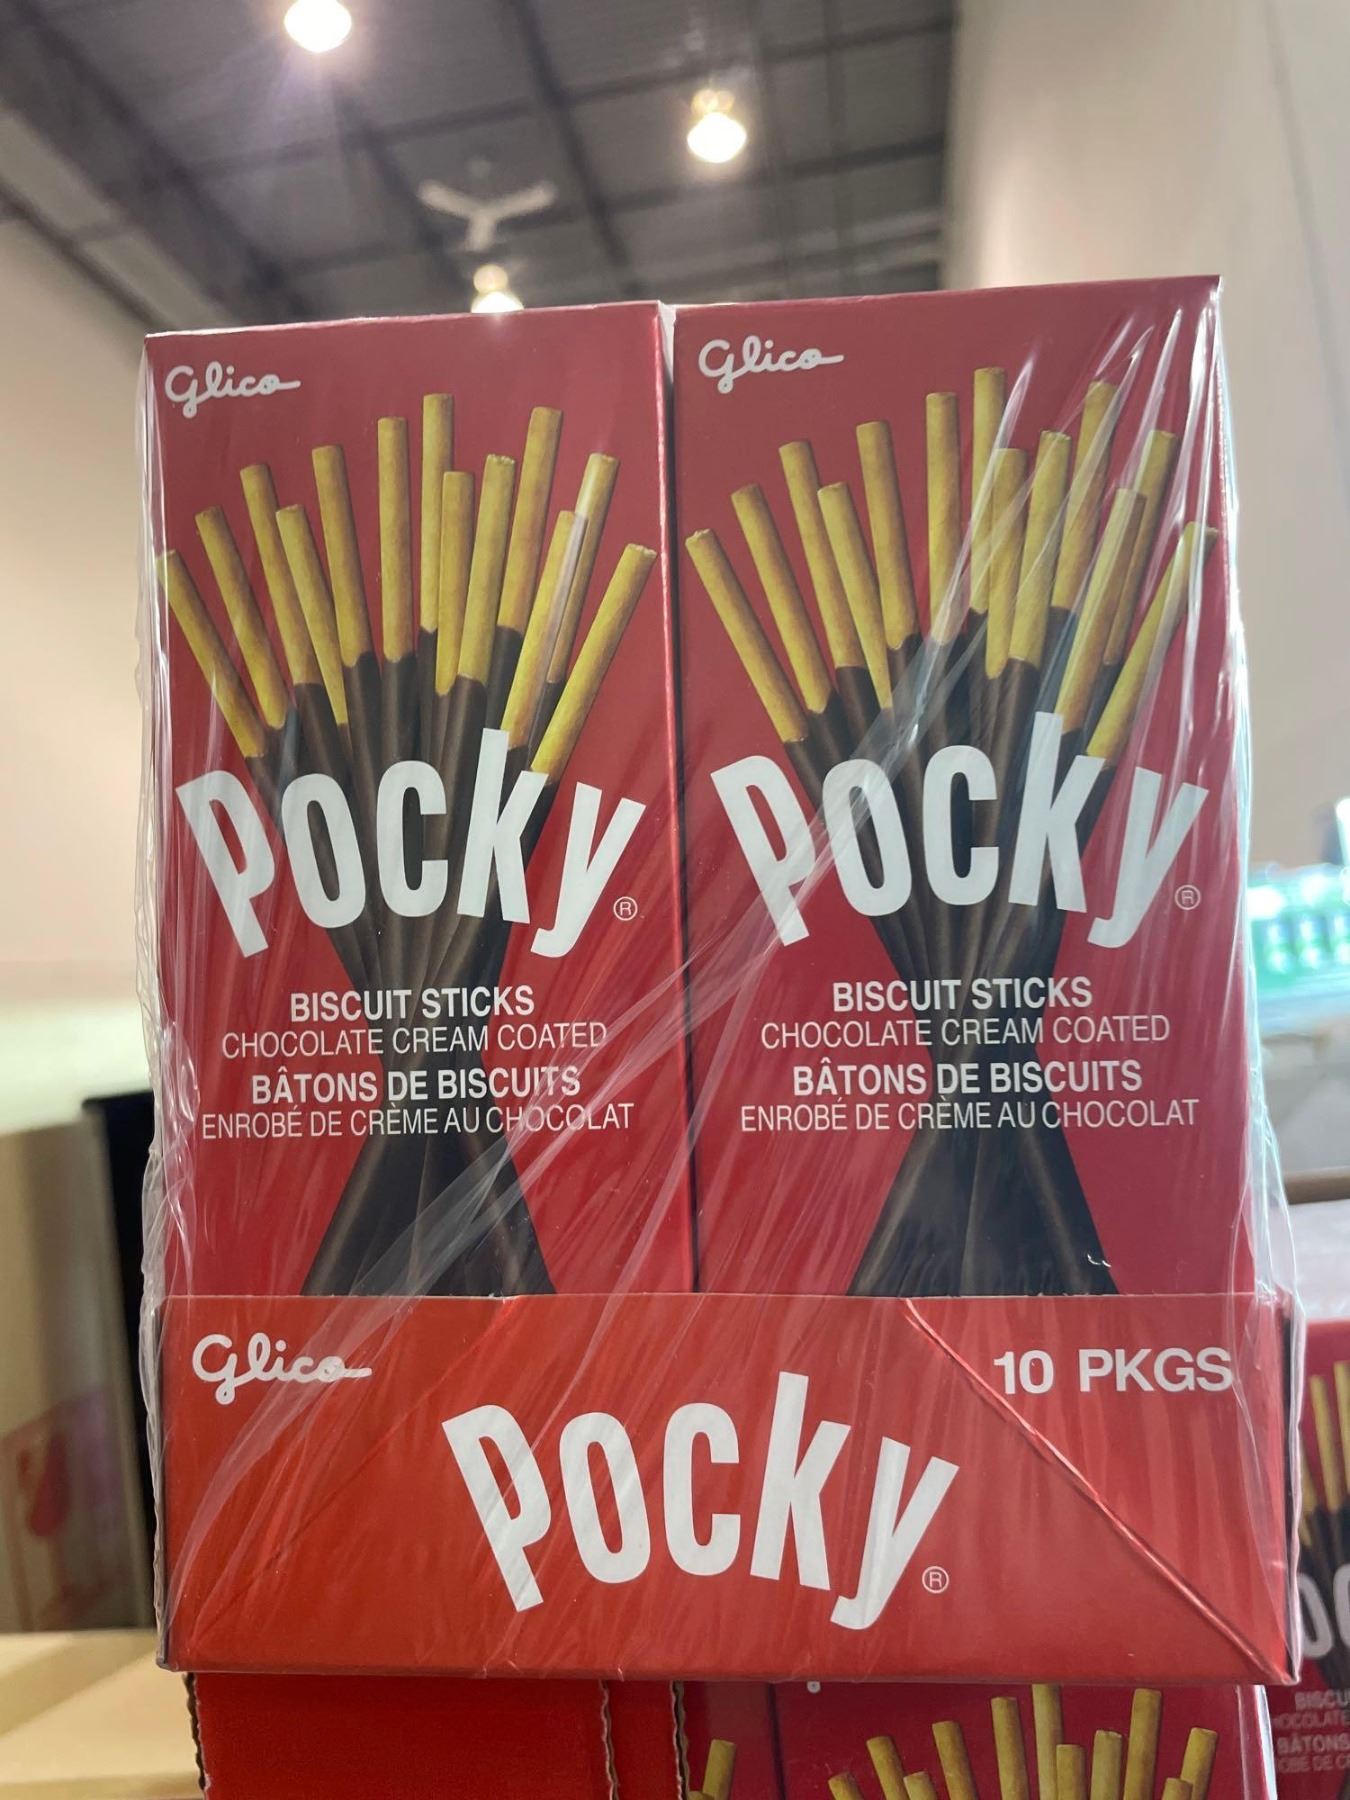 Glico
Pocky®
BISCUIT STICKS
CHOCOLATE CREAM COATED
BÂTONS DE BISCUITS
ENROBÉ DE CRÈME AU CHOCOLAT
Glico
Pocky®
BISCUIT STICKS
CHOCOLATE CREAM COATED
BÂTONS DE BISCUITS
ENROBÉ DE CRÈME AU CHOCOLAT
Glico
10 PKGS
Pocky®